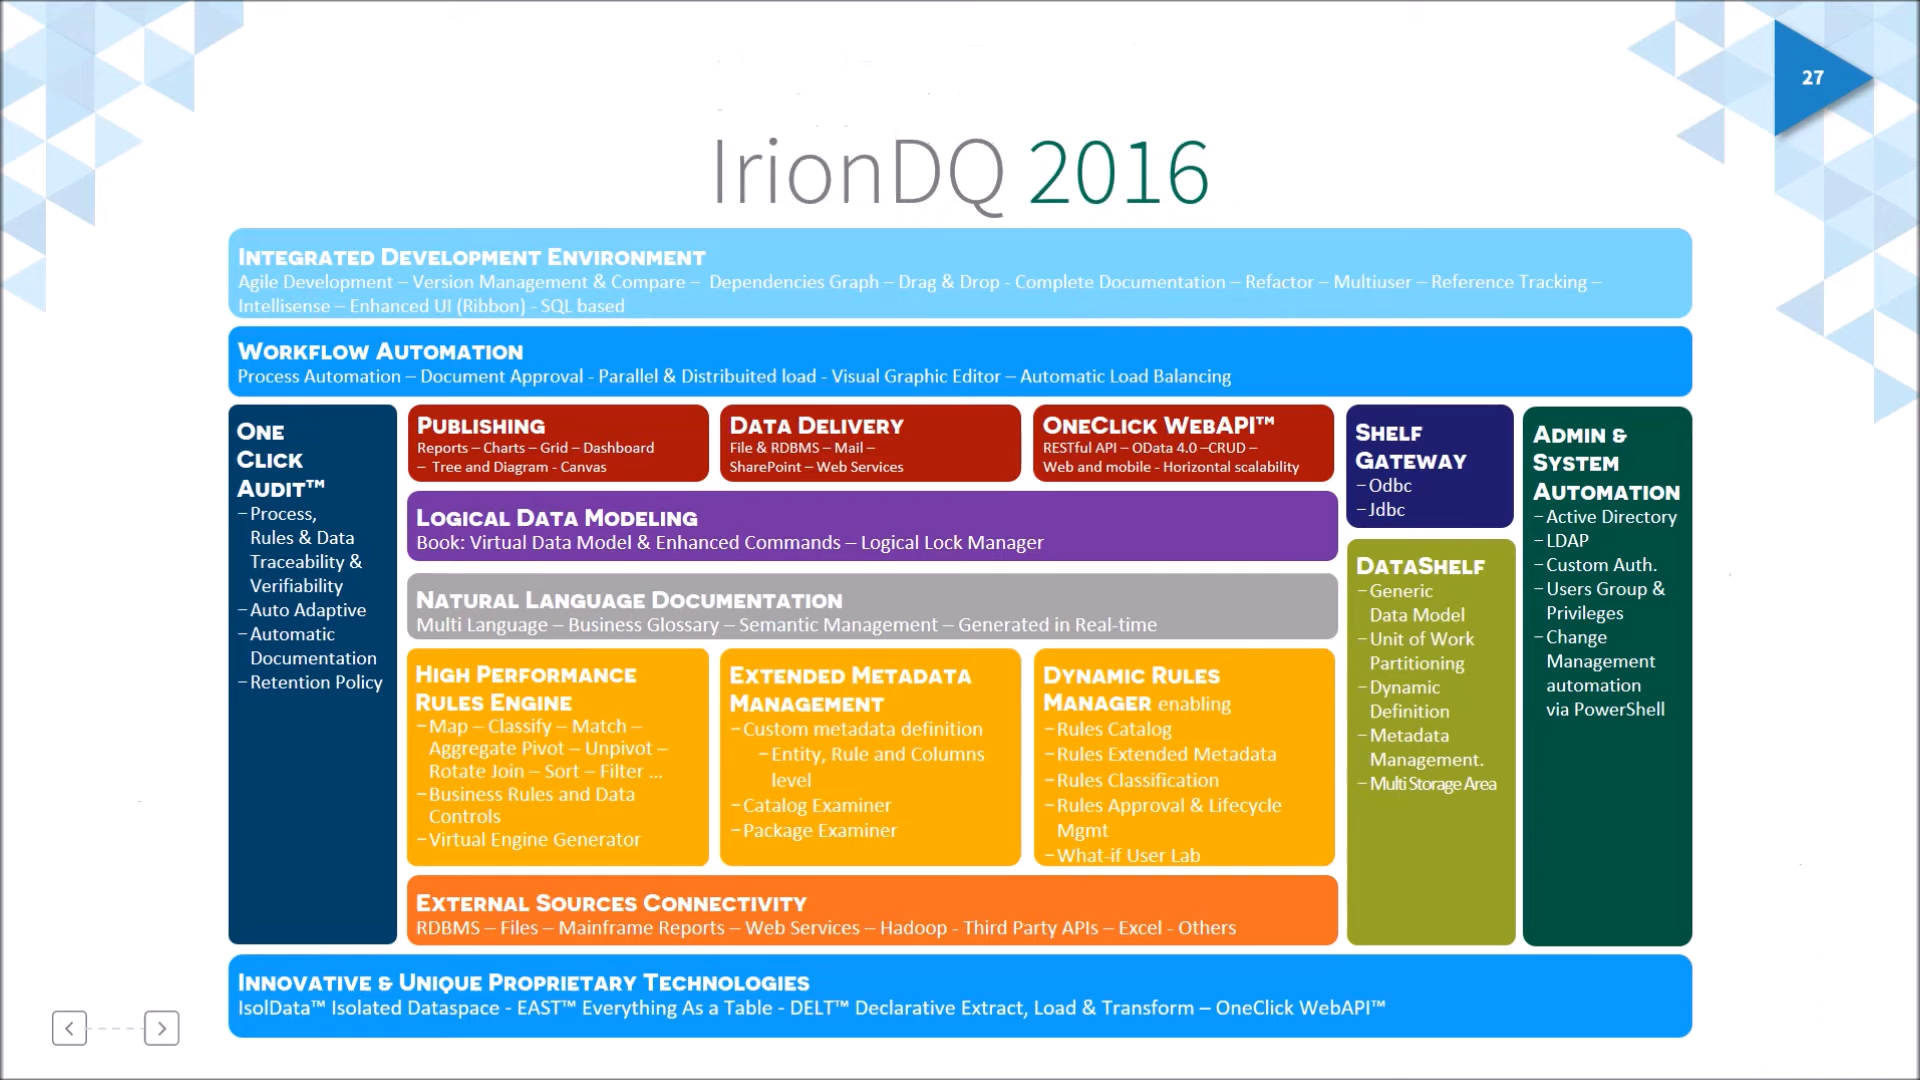 27
IrionDQ 2016
Integrated Development Environment
Agile Development – Version Management & Compare – Dependencies Graph – Drag & Drop - Complete Documentation – Refactor – Multiuser – Reference Tracking –
Intellisense – Enhanced UI (Ribbon) - SQL based
Workflow Automation
Process Automation – Document Approval - Parallel & Distribuited load - Visual Graphic Editor – Automatic Load Balancing
One
Click
Audit™
– Process,
Rules & Data
Traceability &
Verifiability
– Auto Adaptive
– Automatic
Documentation
– Retention Policy
Publishing
Reports – Charts – Grid – Dashboard
– Tree and Diagram - Canvas
Data Delivery
File & RDBMS – Mail –
SharePoint – Web Services
OneClick WebAPI™
RESTful API – OData 4.0 –CRUD –
Web and mobile - Horizontal scalability
Logical Data Modeling
Book: Virtual Data Model & Enhanced Commands – Logical Lock Manager
Natural Language Documentation
Multi Language – Business Glossary – Semantic Management – Generated in Real-time
High Performance
Rules Engine
– Map – Classify – Match –
Aggregate Pivot – Unpivot –
Rotate Join – Sort – Filter ...
– Business Rules and Data
Controls
– Virtual Engine Generator
Extended Metadata
Management
– Custom metadata definition
– Entity, Rule and Columns
level
– Catalog Examiner
– Package Examiner
Dynamic Rules
Manager enabling
– Rules Catalog
– Rules Extended Metadata
– Rules Classification
– Rules Approval & Lifecycle
Mgmt
– What-if User Lab
External Sources Connectivity
RDBMS – Files – Mainframe Reports – Web Services – Hadoop - Third Party APIs – Excel - Others
Shelf
Gateway
– Odbc
– Jdbc
DataShelf
– Generic
Data Model
– Unit of Work
Partitioning
– Dynamic
Definition
– Metadata
Management.
– Multi Storage Area
Admin &
System
Automation
– Active Directory
– LDAP
– Custom Auth.
– Users Group &
Privileges
– Change
Management
automation
via PowerShell
Innovative & Unique Proprietary Technologies
IsolData™ Isolated Dataspace - EAST™ Everything As a Table - DELT™ Declarative Extract, Load & Transform – OneClick WebAPI™